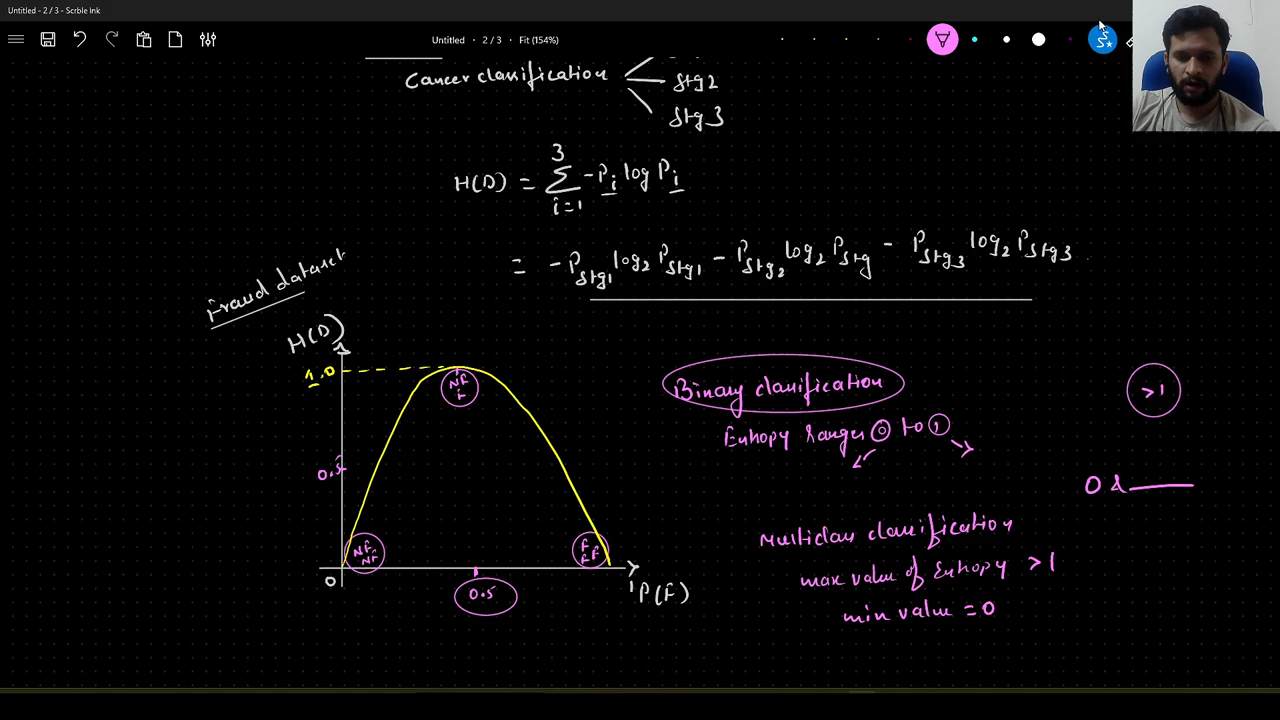 Untitled - 2 / 3 - Scrble Ink
Untitled • 2 / 3 • Fit (154%)
Cancer classification
Stg2
Stg3
H(D) = 3 Σ i=1 -Pi log Pi
= -Pstg1 log2 Pstg1 - Pstg2 log2 Pstg - Pstg3 log2 Pstg3
Fraud dataset
H(D)
1.0
NF
F
0.5
NF
NF
F
F F
0
0.5
1
P(F)
Binary classification
Entropy ranges 0 to 1
>1
0 &
Multiclass classification
max value of Entropy >1
min value = 0